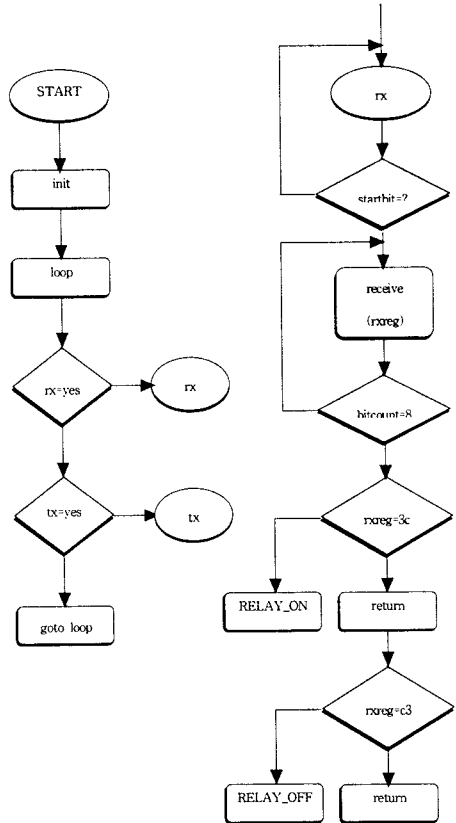 START
init
loop
rx=yes
rx
tx=yes
tx
goto loop
rx
startbit=?
receive
(rxreg)
bitcount=8
rxreg=3c
RELAY_ON
return
rxreg=c3
RELAY_OFF
return